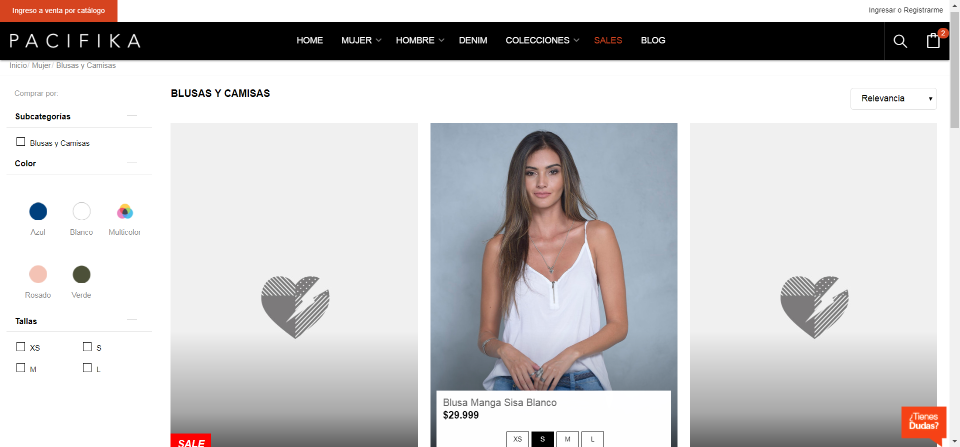 Ingreso a venta por catálogo
Ingresar o Registrarme
PACIFIKA
HOME MUJER HOMBRE DENIM COLECCIONES SALES BLOG
2
Inicio/ Mujer/ Blusas y Camisas
Comprar por:
BLUSAS Y CAMISAS
Relevancia
Subcategorías
Blusas y Camisas
Color
Azul Blanco Multicolor
Rosado Verde
Tallas
XS S
M L
Blusa Manga Sisa Blanco
$29.999
XS S M L
SALE
¿Tienes
Dudas?